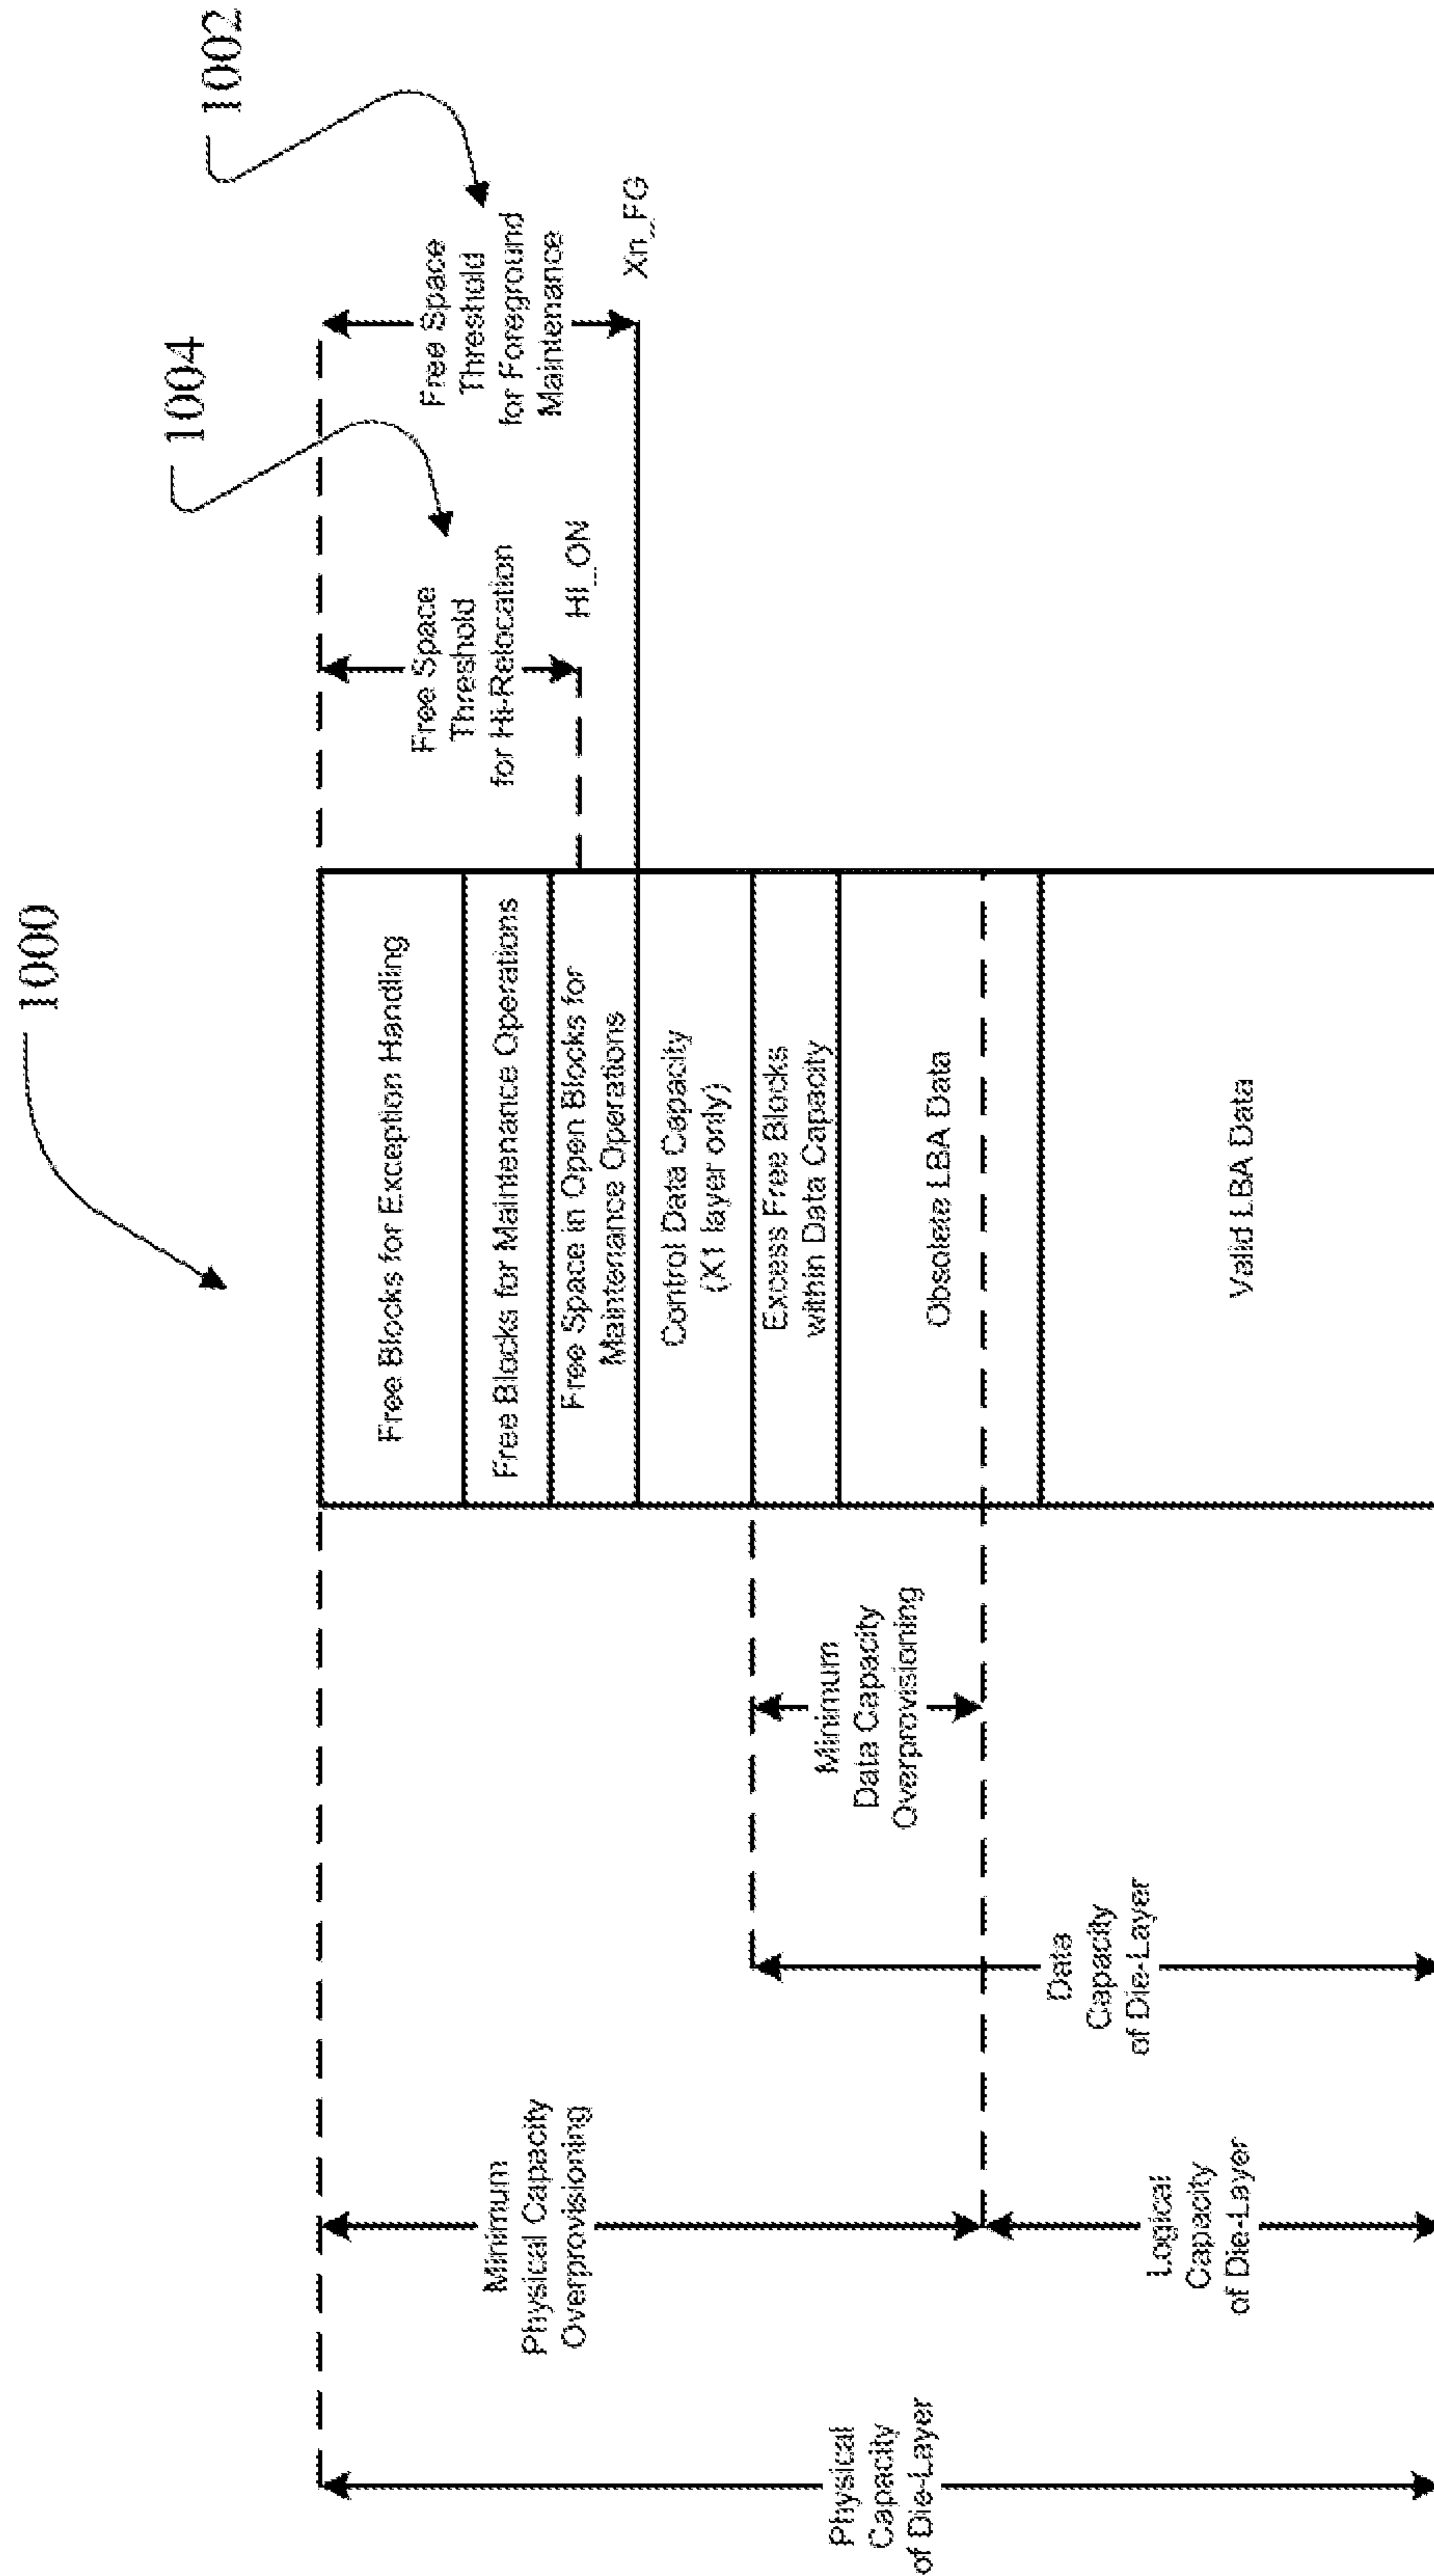 1000
1002
1004
Free Space
Threshold
for Foreground
Maintenance
Xn_FG
Free Space
Threshold
for Hi-Relocation
HI_ON
Free Blocks for Exception Handling
Free Blocks for Maintenance Operations
Free Space in Open Blocks for
Maintenance Operations
Control Data Capacity
(X1 layer only)
Excess Free Blocks
within Data Capacity
Obsolete LBA Data
Valid LBA Data
Minimum
Data Capacity
Overprovisioning
Data
Capacity
of Die-Layer
Minimum
Physical Capacity
Overprovisioning
Logical
Capacity
of Die-Layer
Physical
Capacity
of Die-Layer